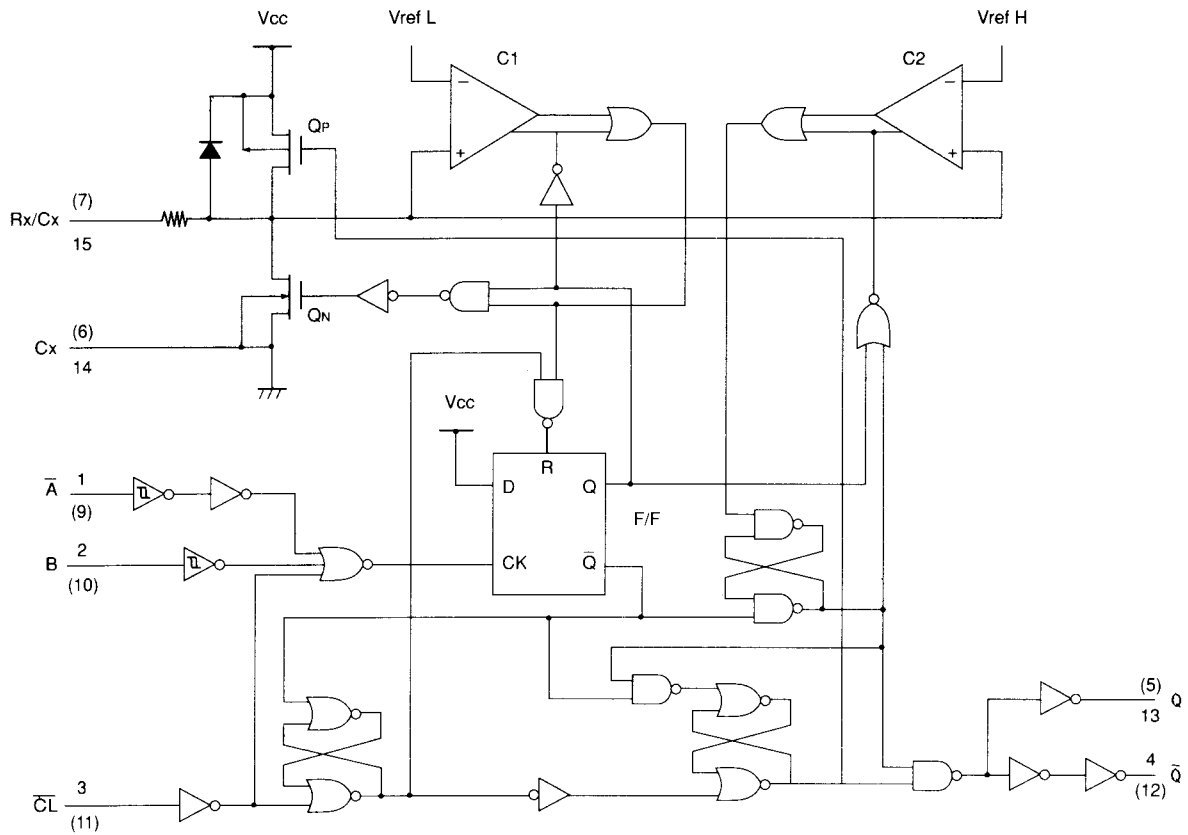 Vcc
Vref L
Vref H
C1
C2
QP
(7)
Rx/Cx
15
QN
(6)
Cx
14
Vcc
R
D
Q
F/F
CK
Q̅
A̅
1
(9)
B
2
(10)
(5)
Q
13
C̅L̅
3
(11)
4
Q̅
(12)